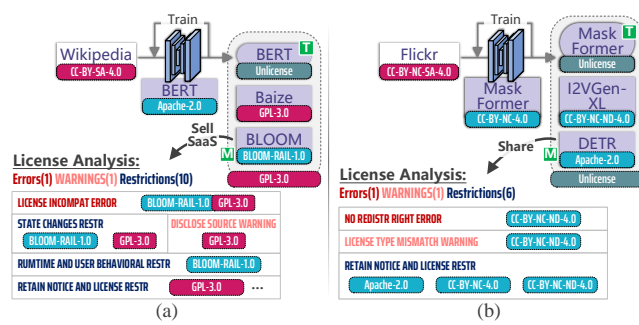 Train
Wikipedia
CC-BY-SA-4.0
BERT
Apache-2.0
BERT
T
Unlicense
Baize
GPL-3.0
BLOOM
BLOOM-RAIL-1.0
M
GPL-3.0
Sell
SaaS
License Analysis:
Errors(1) WARNINGS(1) Restrictions(10)
LICENSE INCOMPAT ERROR BLOOM-RAIL-1.0 GPL-3.0
STATE CHANGES RESTR DISCLOSE SOURCE WARNING
BLOOM-RAIL-1.0 GPL-3.0 GPL-3.0
RUMTIME AND USER BEHAVIORAL RESTR BLOOM-RAIL-1.0
RETAIN NOTICE AND LICENSE RESTR GPL-3.0 ...
(a)
Train
Flickr
CC-BY-NC-SA-4.0
Mask
Former
CC-BY-NC-4.0
Mask
Former
T
Unlicense
I2VGen-
XL
CC-BY-NC-ND-4.0
DETR
Apache-2.0
M
Unlicense
Share
License Analysis:
Errors(1) WARNINGS(1) Restrictions(6)
NO REDISTR RIGHT ERROR CC-BY-NC-ND-4.0
LICENSE TYPE MISMATCH WARNING CC-BY-NC-ND-4.0
RETAIN NOTICE AND LICENSE RESTR
Apache-2.0 CC-BY-NC-4.0 CC-BY-NC-ND-4.0
(b)